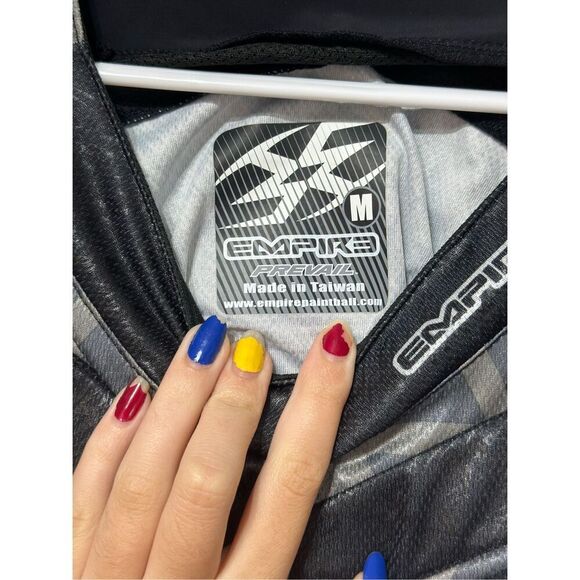 M
EMPIRE
PREVAIL
Made in Taiwan
www.empirepaintball.com
EMPIRE